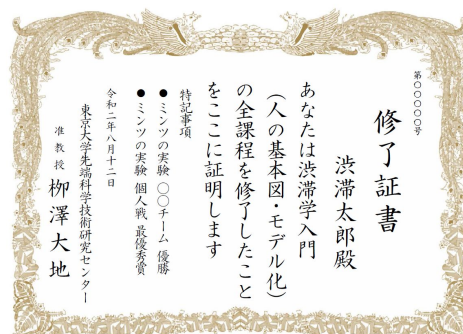 第○○○○○号
修了証書
渋滞太郎殿
あなたは渋滞学入門
(人の基本図・モデル化)
の全課程を修了したこと
をここに証明します
特記事項
● ミンツの実験 ○○チーム 優勝
● ミンツの実験 個人戦 最優秀賞
令和二年八月十二日
東京大学先端科学技術研究センター
准教授 栁澤大地